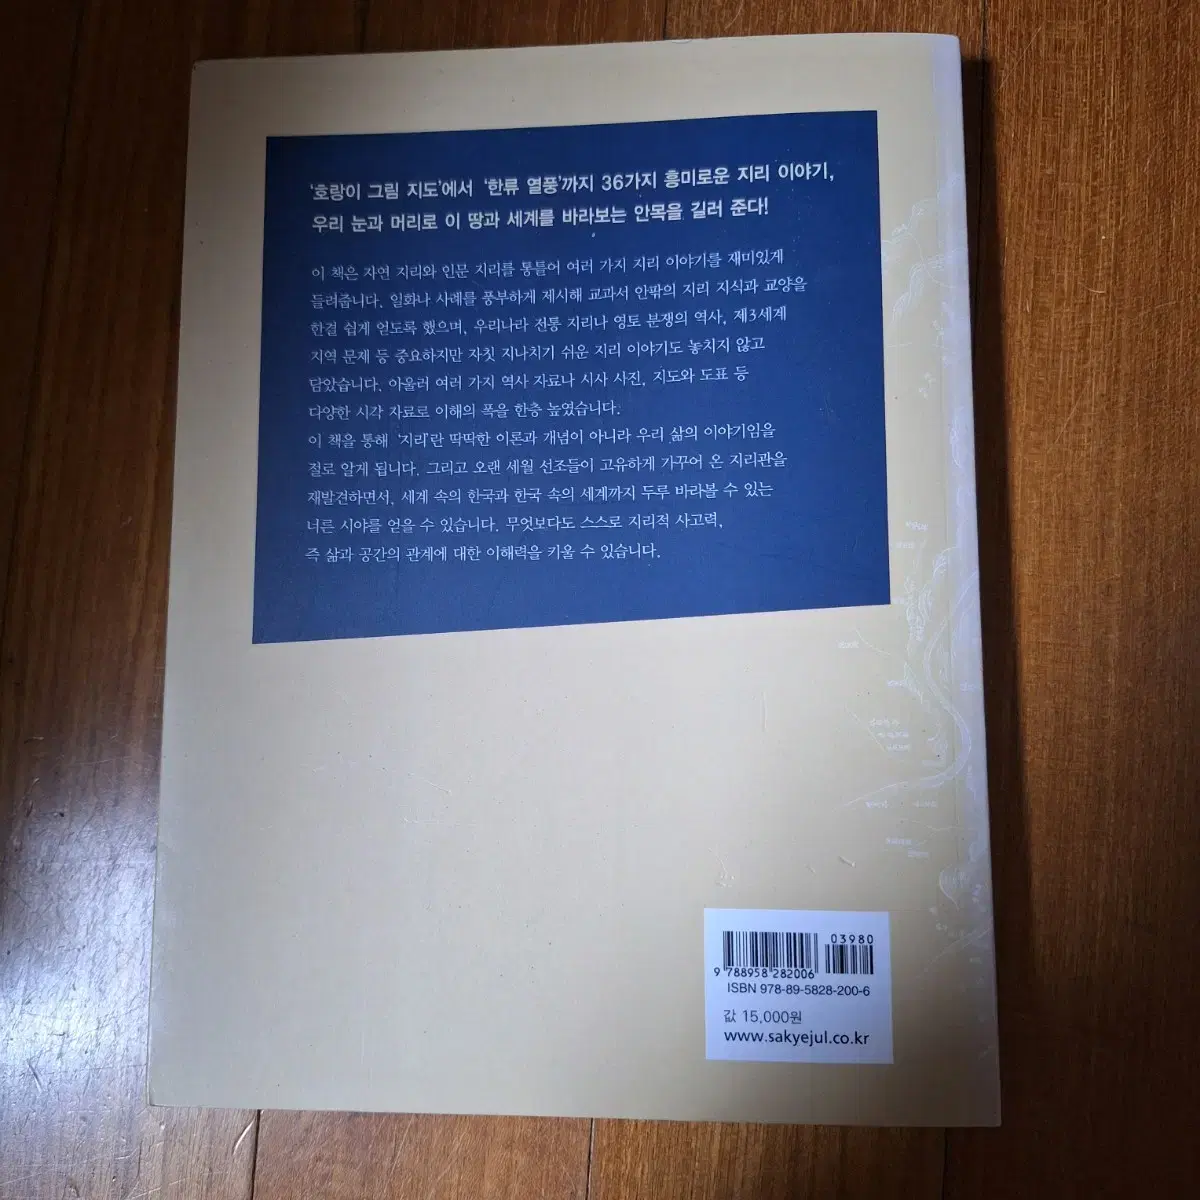 '호랑이 그림 지도'에서 '한류 열풍'까지 36가지 흥미로운 지리 이야기,
우리 눈과 머리로 이 땅과 세계를 바라보는 안목을 길러 준다!
이 책은 자연 지리와 인문 지리를 통틀어 여러 가지 지리 이야기를 재미있게
들려줍니다. 일화나 사례를 풍부하게 제시해 교과서 안팎의 지리 지식과 교양을
한결 쉽게 얻도록 했으며, 우리나라 전통 지리나 영토 분쟁의 역사, 제3세계
지역 문제 등 중요하지만 자칫 지나치기 쉬운 지리 이야기도 놓치지 않고
담았습니다. 아울러 여러 가지 역사 자료나 시사 사진, 지도와 도표 등
다양한 시각 자료로 이해의 폭을 한층 높였습니다.
이 책을 통해 '지리'란 딱딱한 이론과 개념이 아니라 우리 삶의 이야기임을
절로 알게 됩니다. 그리고 오랜 세월 선조들이 고유하게 가꾸어 온 지리관을
재발견하면서, 세계 속의 한국과 한국 속의 세계까지 두루 바라볼 수 있는
너른 시야를 얻을 수 있습니다. 무엇보다도 스스로 지리적 사고력,
즉 삶과 공간의 관계에 대한 이해력을 키울 수 있습니다.
03980
9 788958 282006
ISBN 978-89-5828-200-6
값 15,000원
www.sakyejul.co.kr